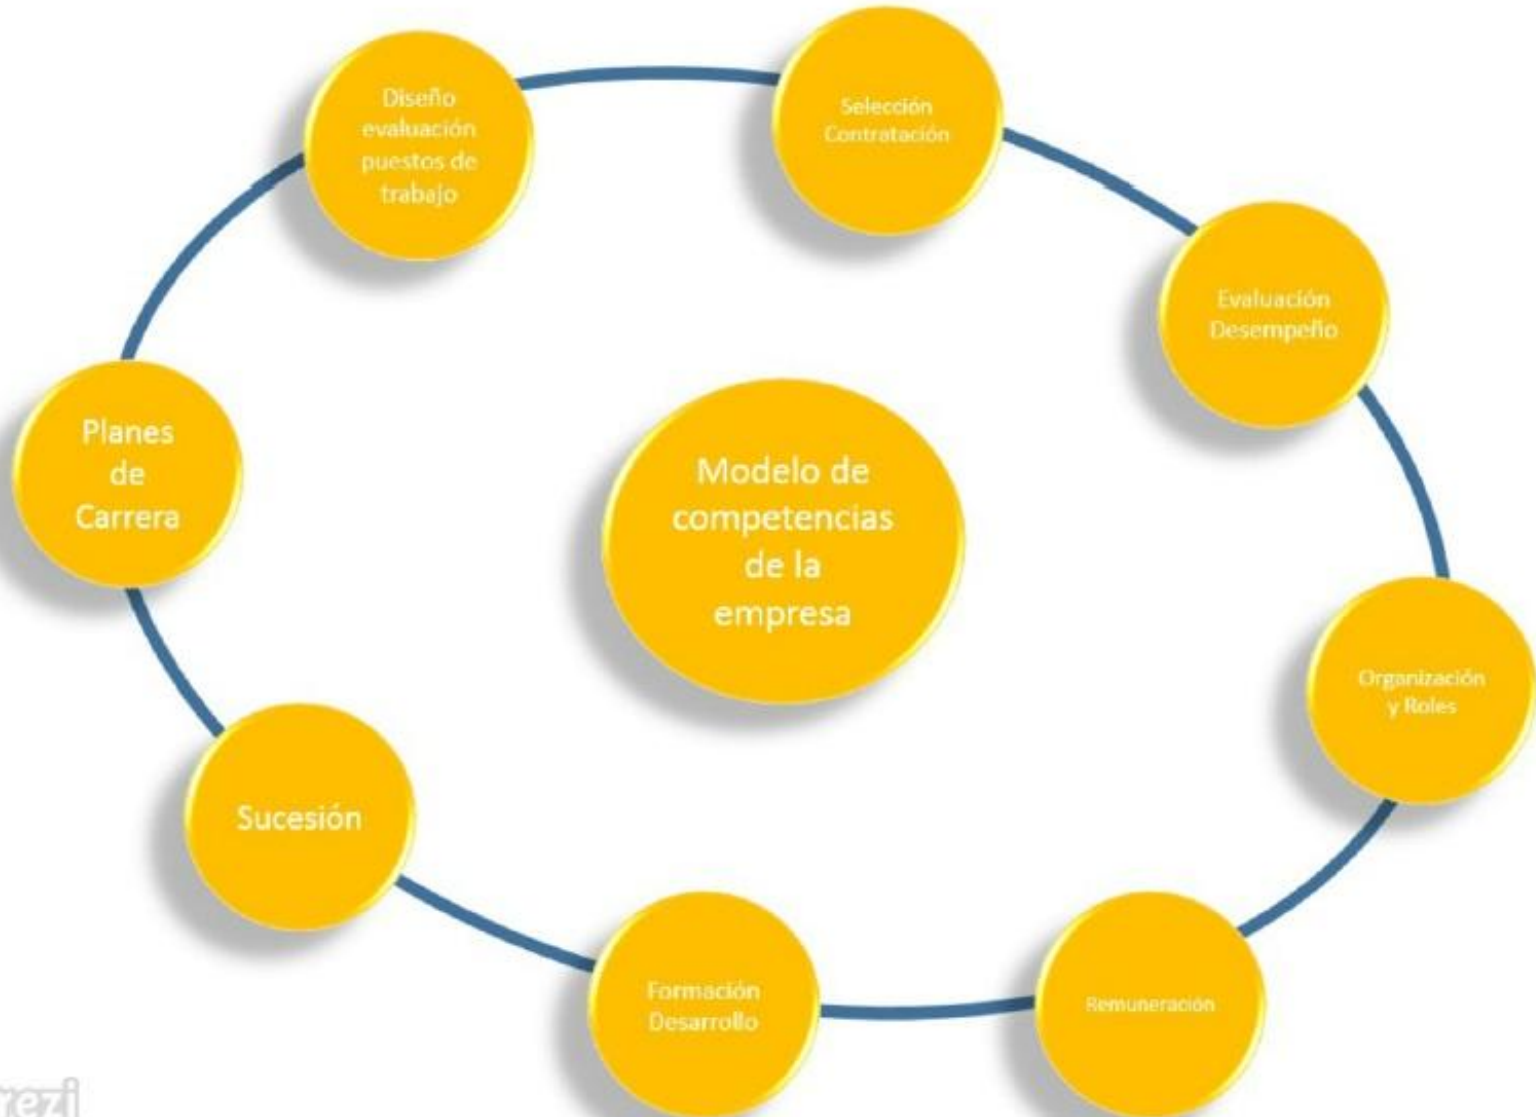 Diseño
evaluación
puestos de
trabajo
Selección
Contratación
Evaluación
Desempeño
Organización
y Roles
Remuneración
Formación
Desarrollo
Sucesión
Planes
de
Carrera
Modelo de
competencias
de la
empresa
rezi